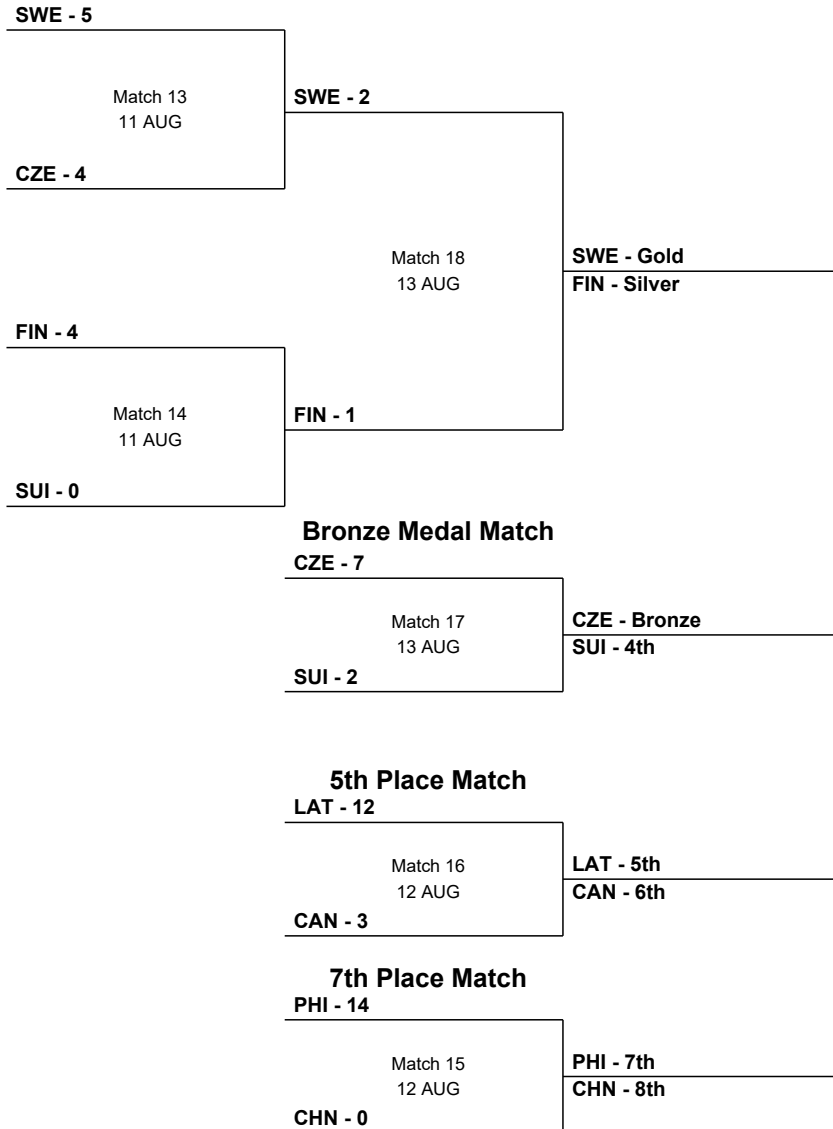 SWE - 5
Match 13
11 AUG
SWE - 2
CZE - 4
Match 18
13 AUG
SWE - Gold
FIN - Silver
FIN - 4
Match 14
11 AUG
FIN - 1
SUI - 0
Bronze Medal Match
CZE - 7
Match 17
13 AUG
CZE - Bronze
SUI - 4th
SUI - 2
5th Place Match
LAT - 12
Match 16
12 AUG
LAT - 5th
CAN - 6th
CAN - 3
7th Place Match
PHI - 14
Match 15
12 AUG
PHI - 7th
CHN - 8th
CHN - 0